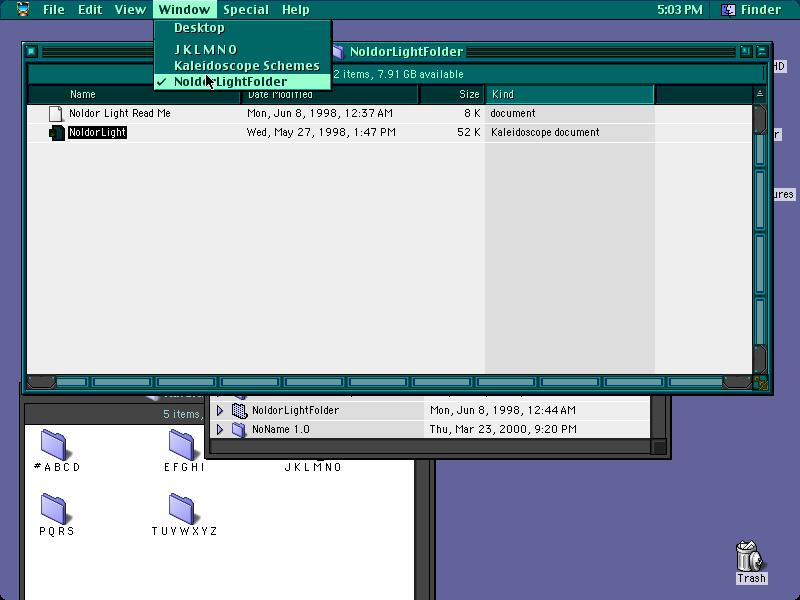 File Edit View Window Special Help 5:03 PM Finder
Desktop
J K L M N O
Kaleidoscope Schemes
✓ NoldorLightFolder
NoldorLightFolder
2 items, 7.91 GB available
HD
Name Date Modified Size Kind
Noldor Light Read Me Mon, Jun 8, 1998, 12:37 AM 8 K document
NoldorLight Wed, May 27, 1998, 1:47 PM 52 K Kaleidoscope document
r
ures
NoldorLightFolder Mon, Jun 8, 1998, 12:44 AM
5 items,
NoName 1.0 Thu, Mar 23, 2000, 9:20 PM
#ABCD EFGHI JKLMNO
PQRS TUVWXYZ
Trash